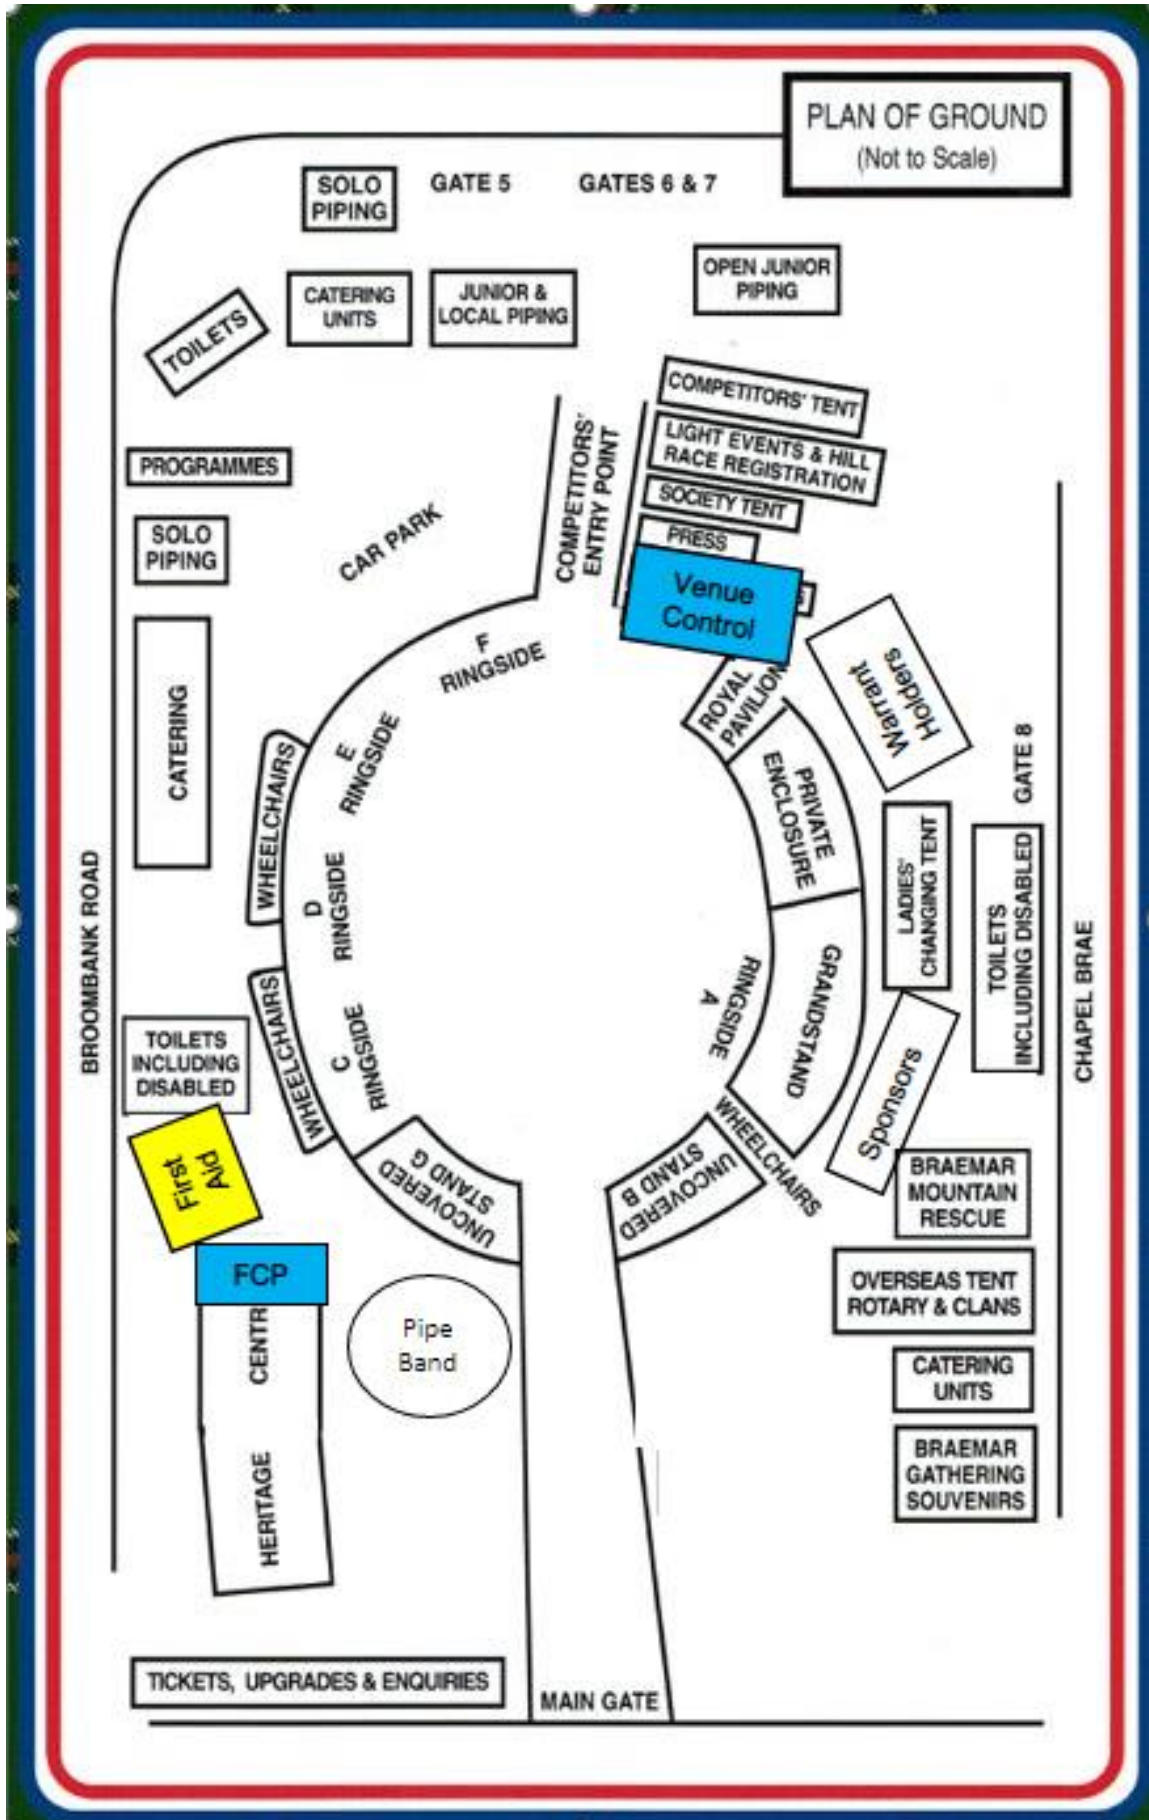 PLAN OF GROUND
(Not to Scale)
SOLO
PIPING
GATE 5
GATES 6 & 7
OPEN JUNIOR
PIPING
CATERING
UNITS
JUNIOR &
LOCAL PIPING
TOILETS
COMPETITORS' TENT
LIGHT EVENTS & HILL
RACE REGISTRATION
SOCIETY TENT
PRESS
Venue
Control
COMPETITORS'
ENTRY POINT
PROGRAMMES
SOLO
PIPING
CAR PARK
F
RINGSIDE
ROYAL
PAVILION
Warrant
Holders
CATERING
WHEELCHAIRS
E
RINGSIDE
PRIVATE
ENCLOSURE
GATE 8
LADIES'
CHANGING TENT
TOILETS
INCLUDING DISABLED
BROOMBANK ROAD
D
RINGSIDE
GRANDSTAND
RINGSIDE
A
CHAPEL BRAE
WHEELCHAIRS
C
RINGSIDE
TOILETS
INCLUDING
DISABLED
Sponsors
First
Aid
UNCOVERED
STAND G
UNCOVERED
STAND B
WHEELCHAIRS
BRAEMAR
MOUNTAIN
RESCUE
FCP
OVERSEAS TENT
ROTARY & CLANS
Pipe
Band
HERITAGE CENTR
CATERING
UNITS
BRAEMAR
GATHERING
SOUVENIRS
TICKETS, UPGRADES & ENQUIRIES
MAIN GATE